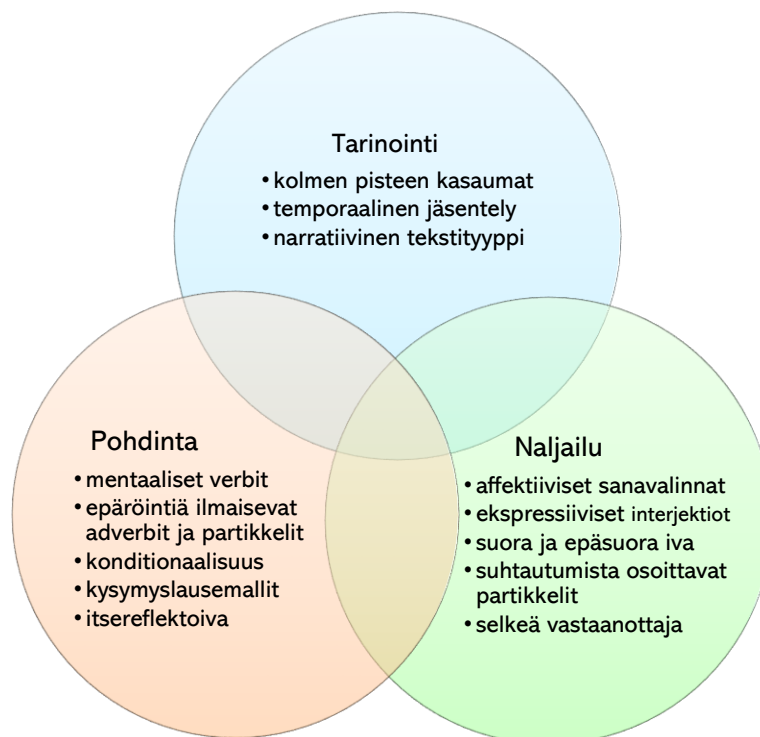 Tarinointi
• kolmen pisteen kasaumat
• temporaalinen jäsentely
• narratiivinen tekstityyppi
Pohdinta
• mentaaliset verbit
• epäröintiä ilmaisevat
adverbit ja partikkelit
• konditionaalisuus
• kysymyslausemallit
• itsereflektoiva
Naljailu
• affektiiviset sanavalinnat
• ekspressiiviset interjektiot
• suora ja epäsuora iva
• suhtautumista osoittavat
partikkelit
• selkeä vastaanottaja